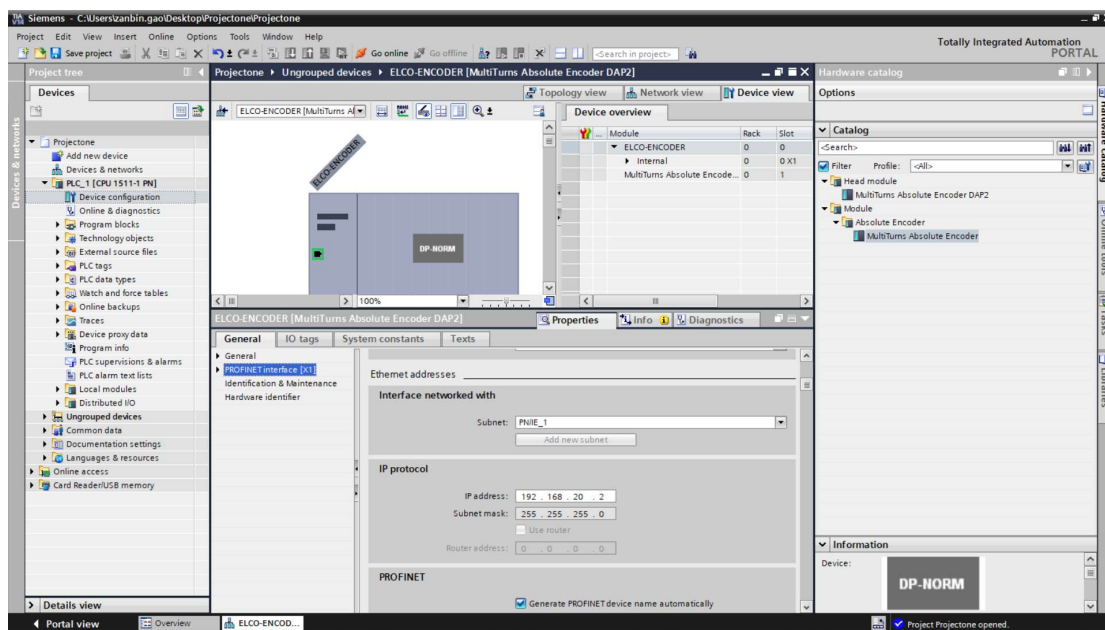 Siemens - C:\Users\zanbin.gao\Desktop\Projectone\Projectone
Project Edit View Insert Online Options Tools Window Help
Totally Integrated Automation
PORTAL
Save project
Go online
Go offline
<Search in project>
Project tree
Devices
Devices & networks
Projectone
Add new device
Devices & networks
PLC_1 [CPU 1511-1 PN]
Device configuration
Online & diagnostics
Program blocks
Technology objects
External source files
PLC tags
PLC data types
Watch and force tables
Online backups
Traces
Device proxy data
Program info
PLC supervisions & alarms
PLC alarm text lists
Local modules
Distributed I/O
Ungrouped devices
Common data
Documentation settings
Languages & resources
Online access
Card Reader/USB memory
Details view
Projectone Ungrouped devices ELCO-ENCODER [MultiTurns Absolute Encoder DAP2]
Topology view
Network view
Device view
ELCO-ENCODER [MultiTurns A
ELCO-ENCODER
DP-NORM
100%
Device overview
... Module Rack Slot
ELCO-ENCODER 0 0
Internal 0 0 X1
MultiTurns Absolute Encode... 0 1
ELCO-ENCODER [MultiTurns Absolute Encoder DAP2]
Properties
Info
Diagnostics
General
IO tags
System constants
Texts
General
PROFINET interface [X1]
Identification & Maintenance
Hardware identifier
Ethernet addresses
Interface networked with
Subnet: PN/IE_1
Add new subnet
IP protocol
IP address: 192 . 168 . 20 . 2
Subnet mask: 255 . 255 . 255 . 0
Use router
Router address: 0 . 0 . 0 . 0
PROFINET
Generate PROFINET device name automatically
Hardware catalog
Options
Catalog
<Search>
Filter Profile: <All>
Head module
MultiTurns Absolute Encoder DAP2
Module
Absolute Encoder
MultiTurns Absolute Encoder
Information
Device:
DP-NORM
Hardware catalog
Online tools
Tasks
Libraries
Portal view
Overview
ELCO-ENCOD...
Project Projectone opened.